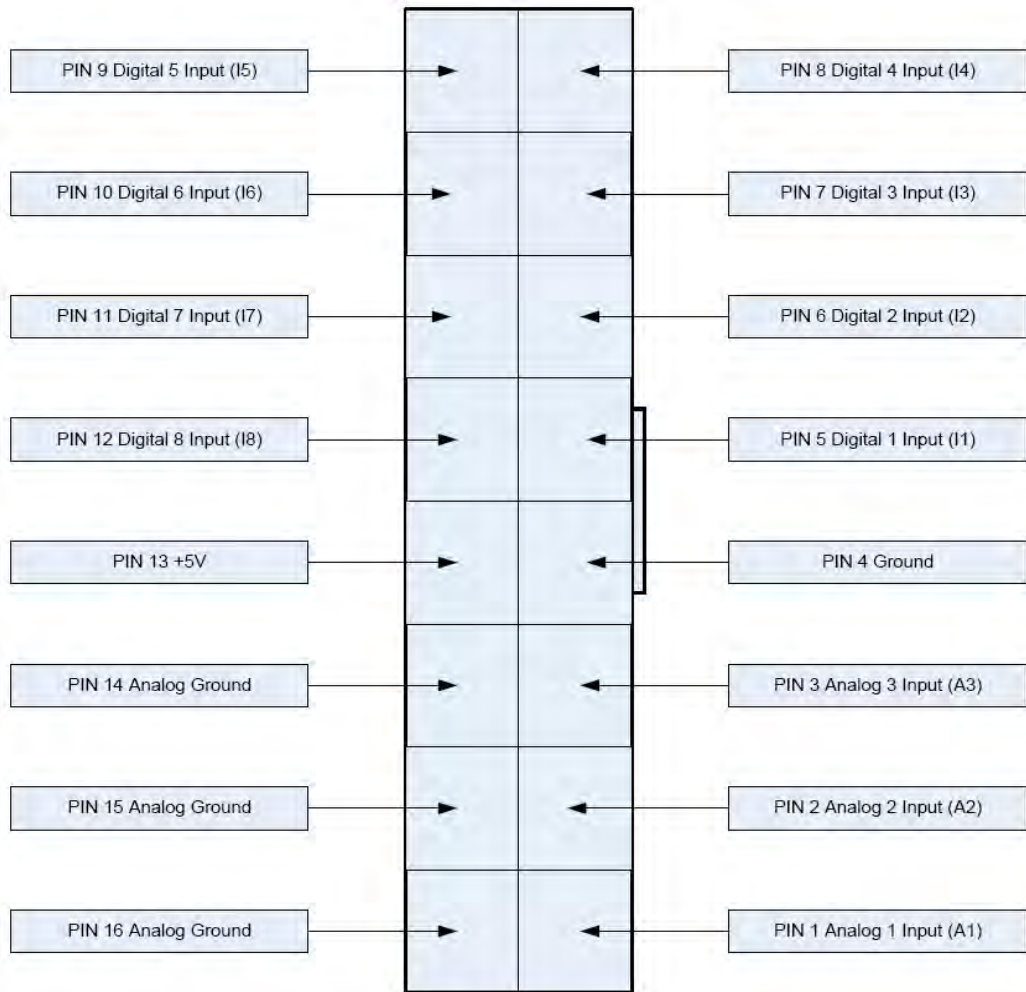 PIN 9 Digital 5 Input (I5)
PIN 8 Digital 4 Input (I4)
PIN 10 Digital 6 Input (I6)
PIN 7 Digital 3 Input (I3)
PIN 11 Digital 7 Input (I7)
PIN 6 Digital 2 Input (I2)
PIN 12 Digital 8 Input (I8)
PIN 5 Digital 1 Input (I1)
PIN 13 +5V
PIN 4 Ground
PIN 14 Analog Ground
PIN 3 Analog 3 Input (A3)
PIN 15 Analog Ground
PIN 2 Analog 2 Input (A2)
PIN 16 Analog Ground
PIN 1 Analog 1 Input (A1)